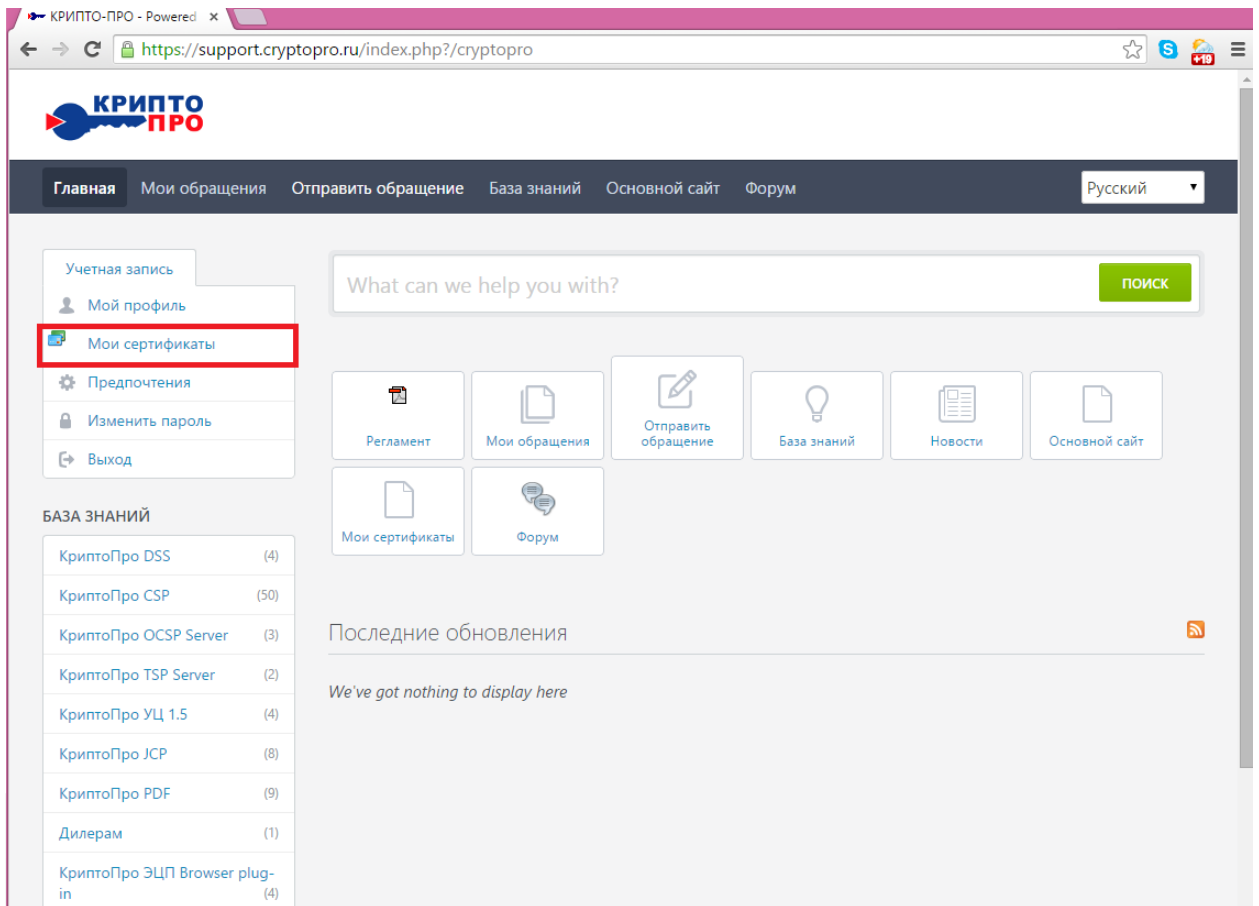 КРИПТО-ПРО - Powered
https://support.cryptopro.ru/index.php?/cryptopro
S
+19
КРИПТО
ПРО
Главная Мои обращения Отправить обращение База знаний Основной сайт Форум Русский
Учетная запись
Мой профиль
Мои сертификаты
Предпочтения
Изменить пароль
Выход
What can we help you with?
ПОИСК
Регламент
Мои обращения
Отправить
обращение
База знаний
Новости
Основной сайт
Мои сертификаты
Форум
БАЗА ЗНАНИЙ
КриптоПро DSS (4)
КриптоПро CSP (50)
КриптоПро OCSP Server (3)
КриптоПро TSP Server (2)
КриптоПро УЦ 1.5 (4)
КриптоПро JCP (8)
КриптоПро PDF (9)
Дилерам (1)
КриптоПро ЭЦП Browser plug-
in (4)
Последние обновления
We've got nothing to display here